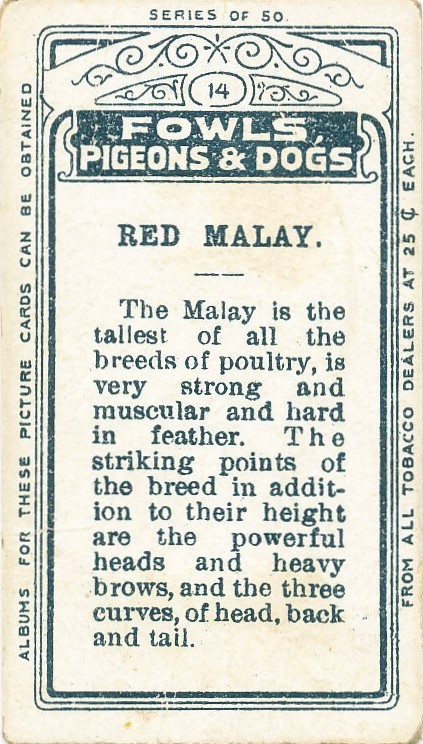 SERIES OF 50
14
FOWLS,
PIGEONS & DOGS
RED MALAY.
The Malay is the
tallest of all the
breeds of poultry, is
very strong and
muscular and hard
in feather. The
striking points of
the breed in addit-
ion to their height
are the powerful
heads and heavy
brows, and the three
curves, of head, back
and tail.
ALBUMS FOR THESE PICTURE CARDS CAN BE OBTAINED
FROM ALL TOBACCO DEALERS AT 25 ¢ EACH.